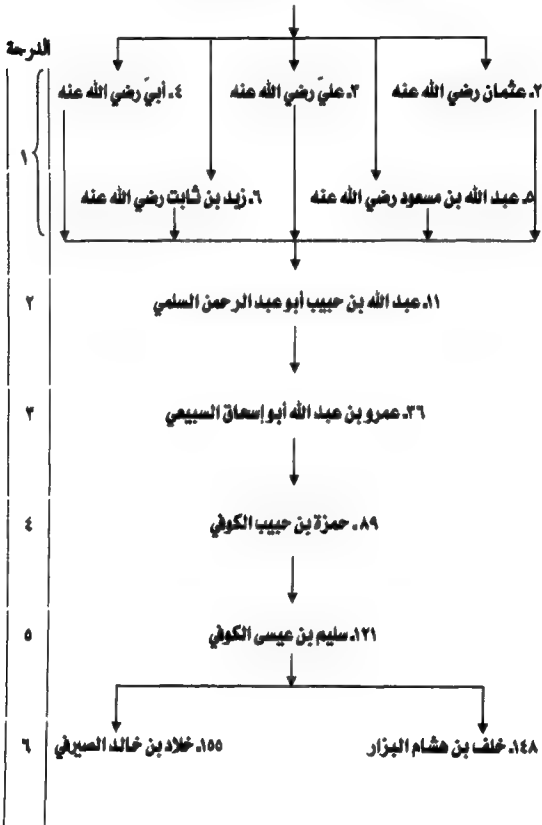 الدرجة
٢. عثمان رضي الله عنه ٣. عليّ رضي الله عنه ٤. أبيّ رضي الله عنه
١
٥. عبد الله بن مسعود رضي الله عنه ٦. زيد بن ثابت رضي الله عنه
١١. عبد الله بن حبيب أبو عبد الرحمن السلمي ٢
٣٦. عمرو بن عبد الله أبو إسحاق السبيعي ٣
٨٩. حمزة بن حبيب الكوفي ٤
١٢١. سليم بن عيسى الكوفي ٥
١٤٨. خلف بن هشام البزار ١٥٥. خلاد بن خالد الصيرفي ٦